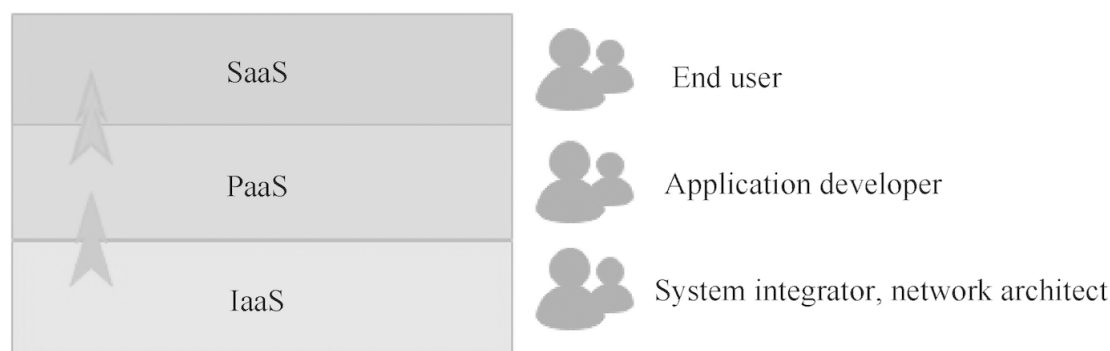 SaaS
End user
PaaS
Application developer
IaaS
System integrator, network architect